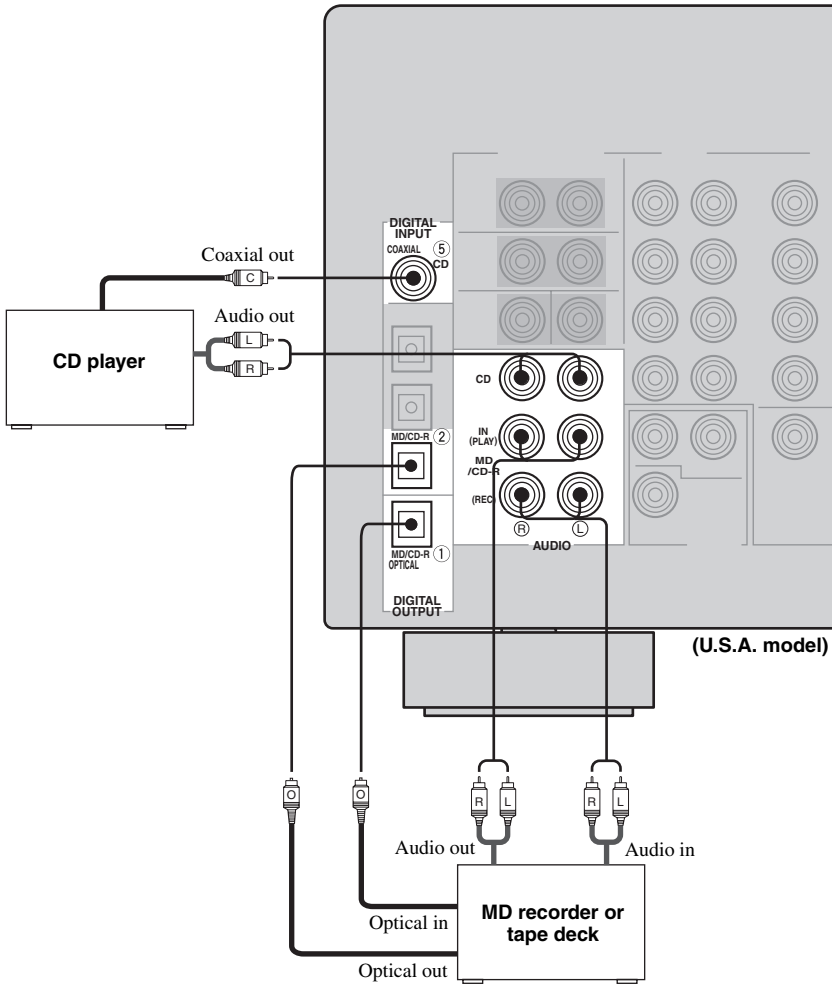 DIGITAL
INPUT
COAXIAL ⑤
CD
Coaxial out
C
Audio out
L
R
CD player
CD
IN
(PLAY)
MD
/CD-R
(REC)
Ⓡ Ⓛ
AUDIO
MD/CD-R ②
MD/CD-R ①
OPTICAL
DIGITAL
OUTPUT
(U.S.A. model)
O O
R L R L
Audio out
Audio in
Optical in
Optical out
MD recorder or
tape deck